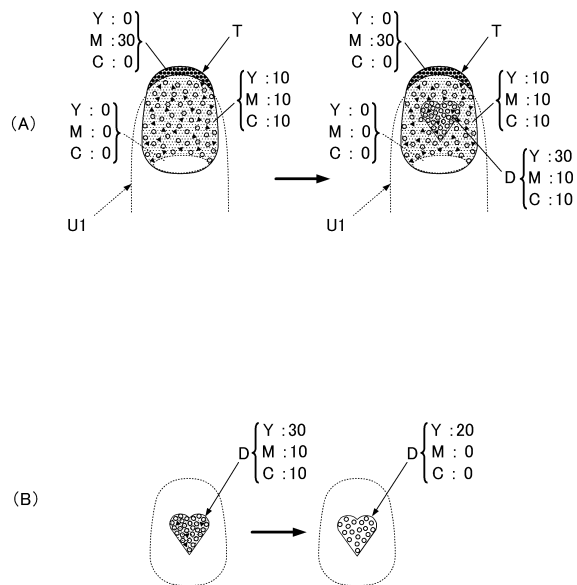 Y : 0
M : 30
C : 0
T
Y : 10
M : 10
C : 10
(A)
Y : 0
M : 0
C : 0
U1
Y : 0
M : 30
C : 0
T
Y : 10
M : 10
C : 10
Y : 0
M : 0
C : 0
D
Y : 30
M : 10
C : 10
U1
(B)
D
Y : 30
M : 10
C : 10
D
Y : 20
M : 0
C : 0